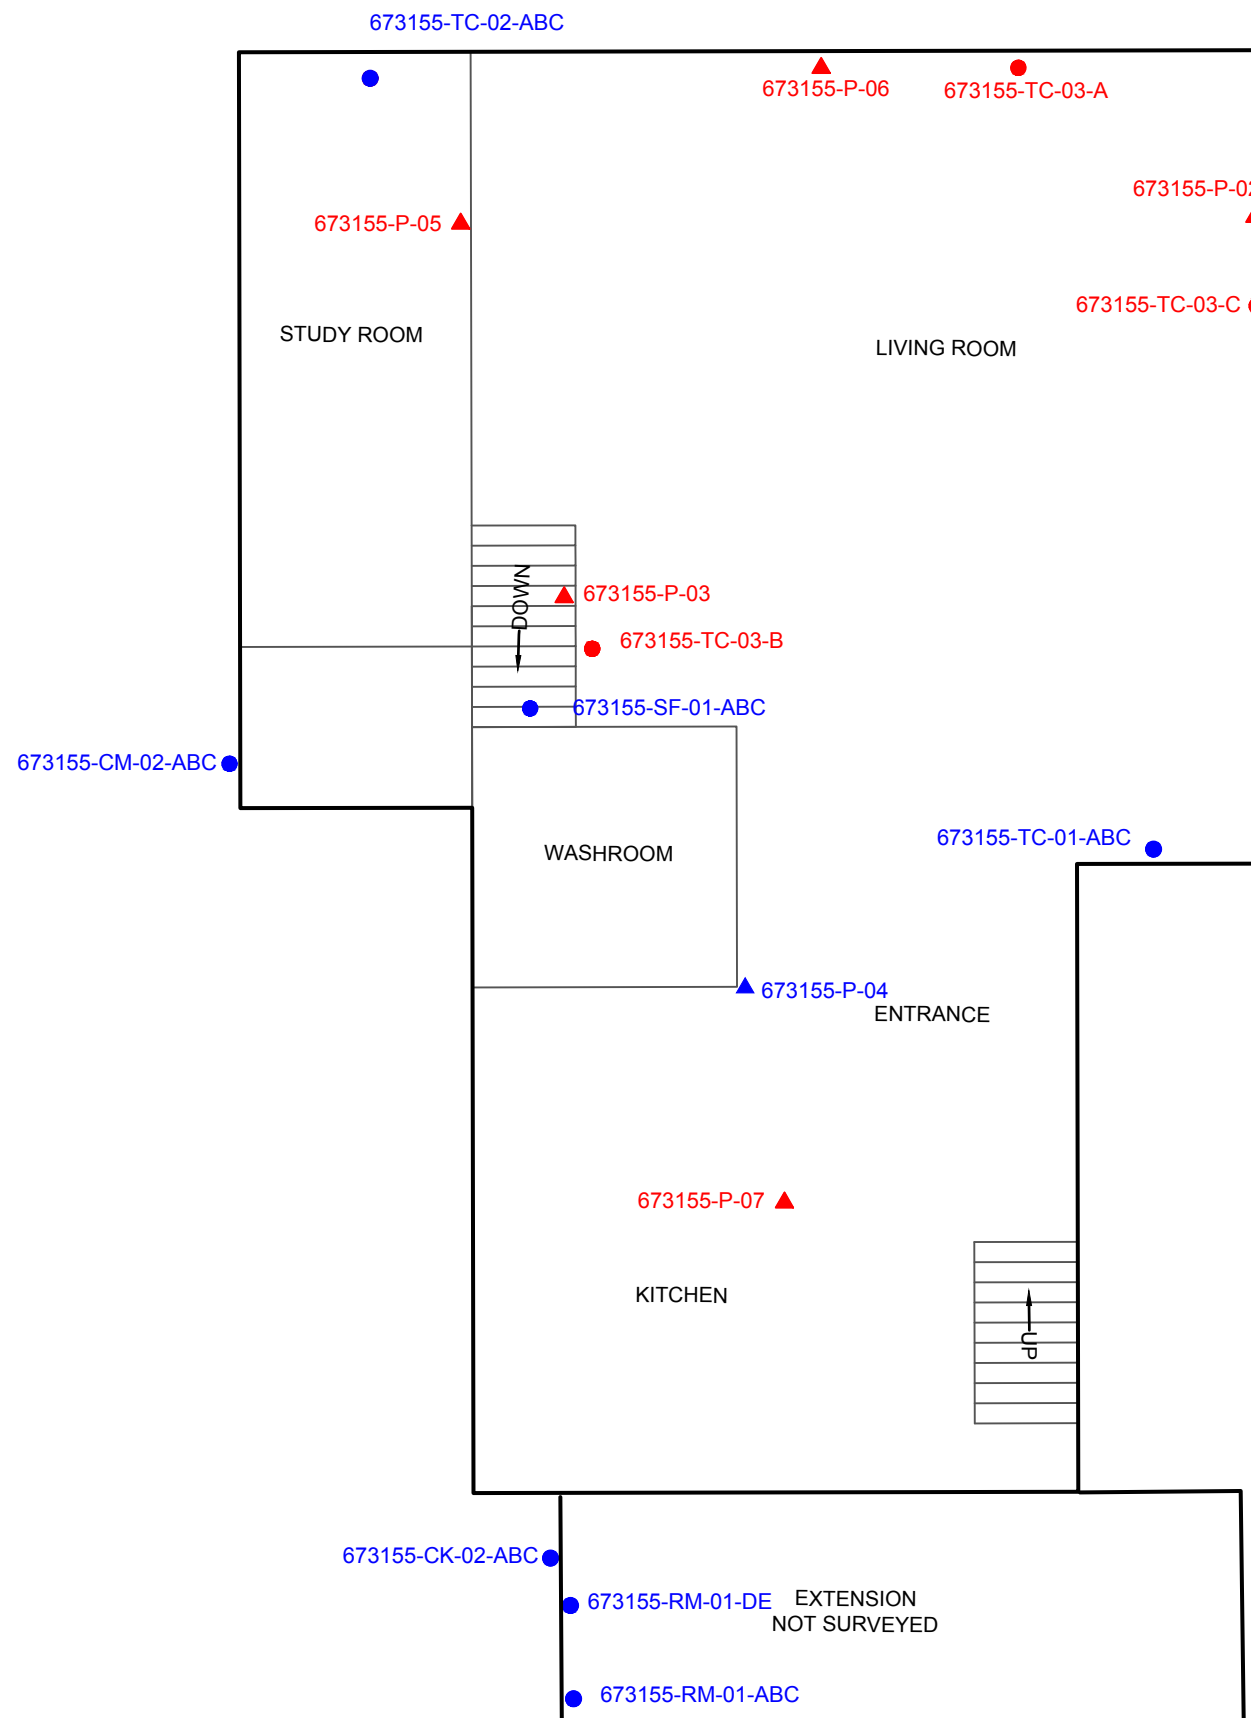 673155-TC-02-ABC
673155-P-06
673155-TC-03-A
673155-P-02
673155-P-05
673155-TC-03-C
STUDY ROOM
LIVING ROOM
DOWN
673155-P-03
673155-TC-03-B
673155-SF-01-ABC
673155-CM-02-ABC
673155-TC-01-ABC
WASHROOM
673155-P-04
ENTRANCE
673155-P-07
KITCHEN
UP
673155-CK-02-ABC
673155-RM-01-DE
EXTENSION
NOT SURVEYED
673155-RM-01-ABC